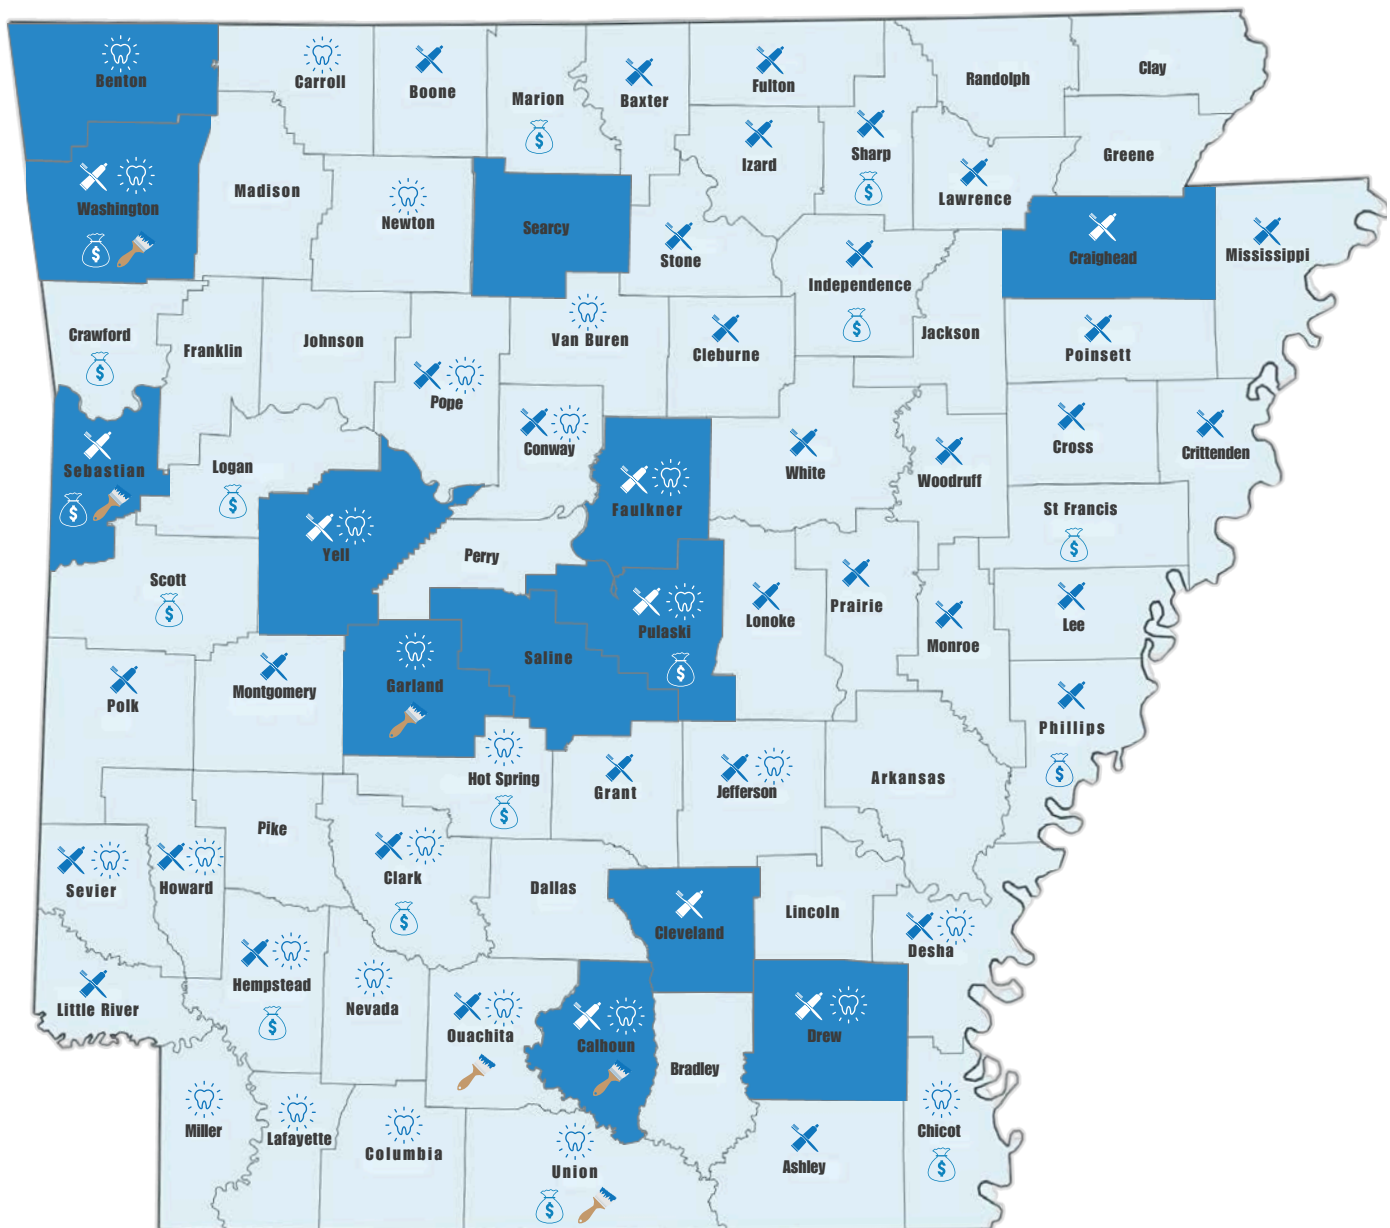 Benton
Carroll
Boone
Marion
$
Baxter
Fulton
Randolph
Clay
Izard
Sharp
$
Greene
Lawrence
Washington
$
Madison
Newton
Searcy
Stone
Independence
$
Craighead
Mississippi
Crawford
$
Franklin
Johnson
Pope
Van Buren
Cleburne
Jackson
Poinsett
Sebastian
$
Logan
$
Conway
White
Woodruff
Cross
Crittenden
Faulkner
St Francis
$
Yell
Perry
Scott
$
Pulaski
$
Lonoke
Prairie
Monroe
Lee
Saline
Garland
Polk
Montgomery
Phillips
$
Hot Spring
$
Grant
Jefferson
Arkansas
Pike
Sevier
Howard
Clark
$
Dallas
Cleveland
Lincoln
Desha
Little River
Hempstead
$
Nevada
Ouachita
Calhoun
Drew
Bradley
Miller
Lafayette
Columbia
Union
$
Ashley
Chicot
$